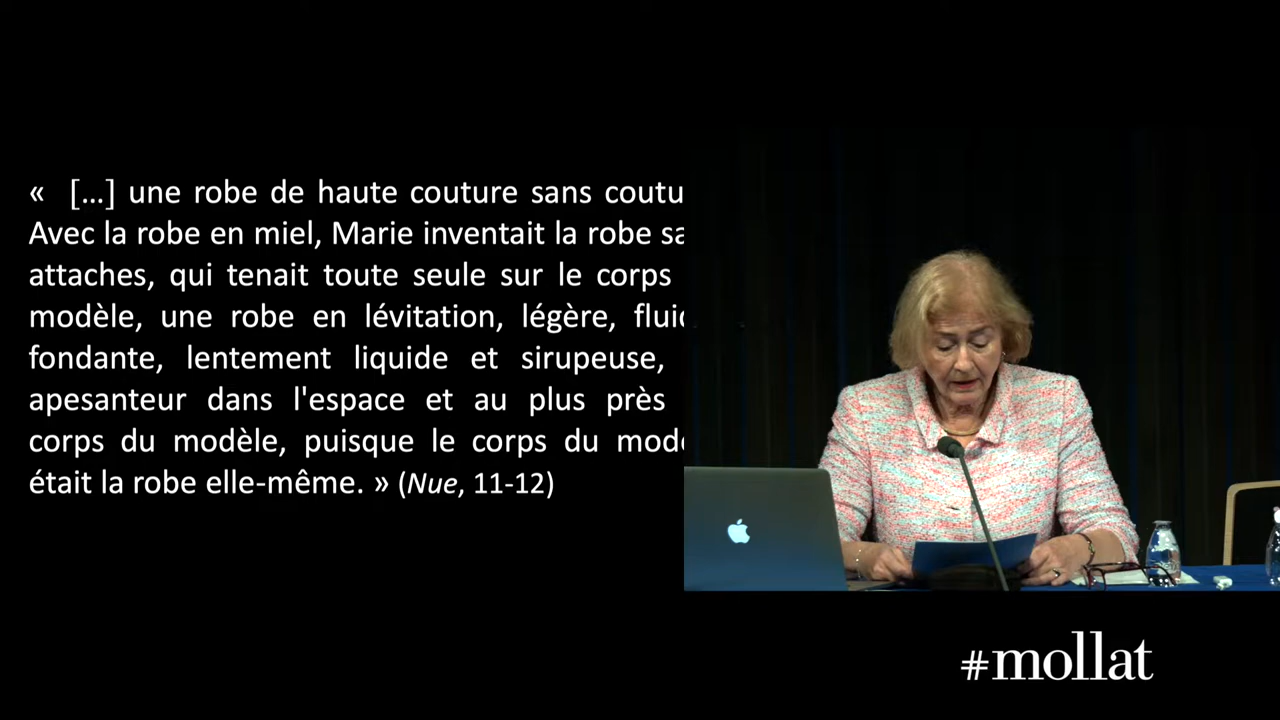 « […] une robe de haute couture sans coutu
Avec la robe en miel, Marie inventait la robe sa
attaches, qui tenait toute seule sur le corps
modèle, une robe en lévitation, légère, fluid
fondante, lentement liquide et sirupeuse,
apesanteur dans l'espace et au plus près
corps du modèle, puisque le corps du modè
était la robe elle-même. » (Nue, 11-12)
#mollat